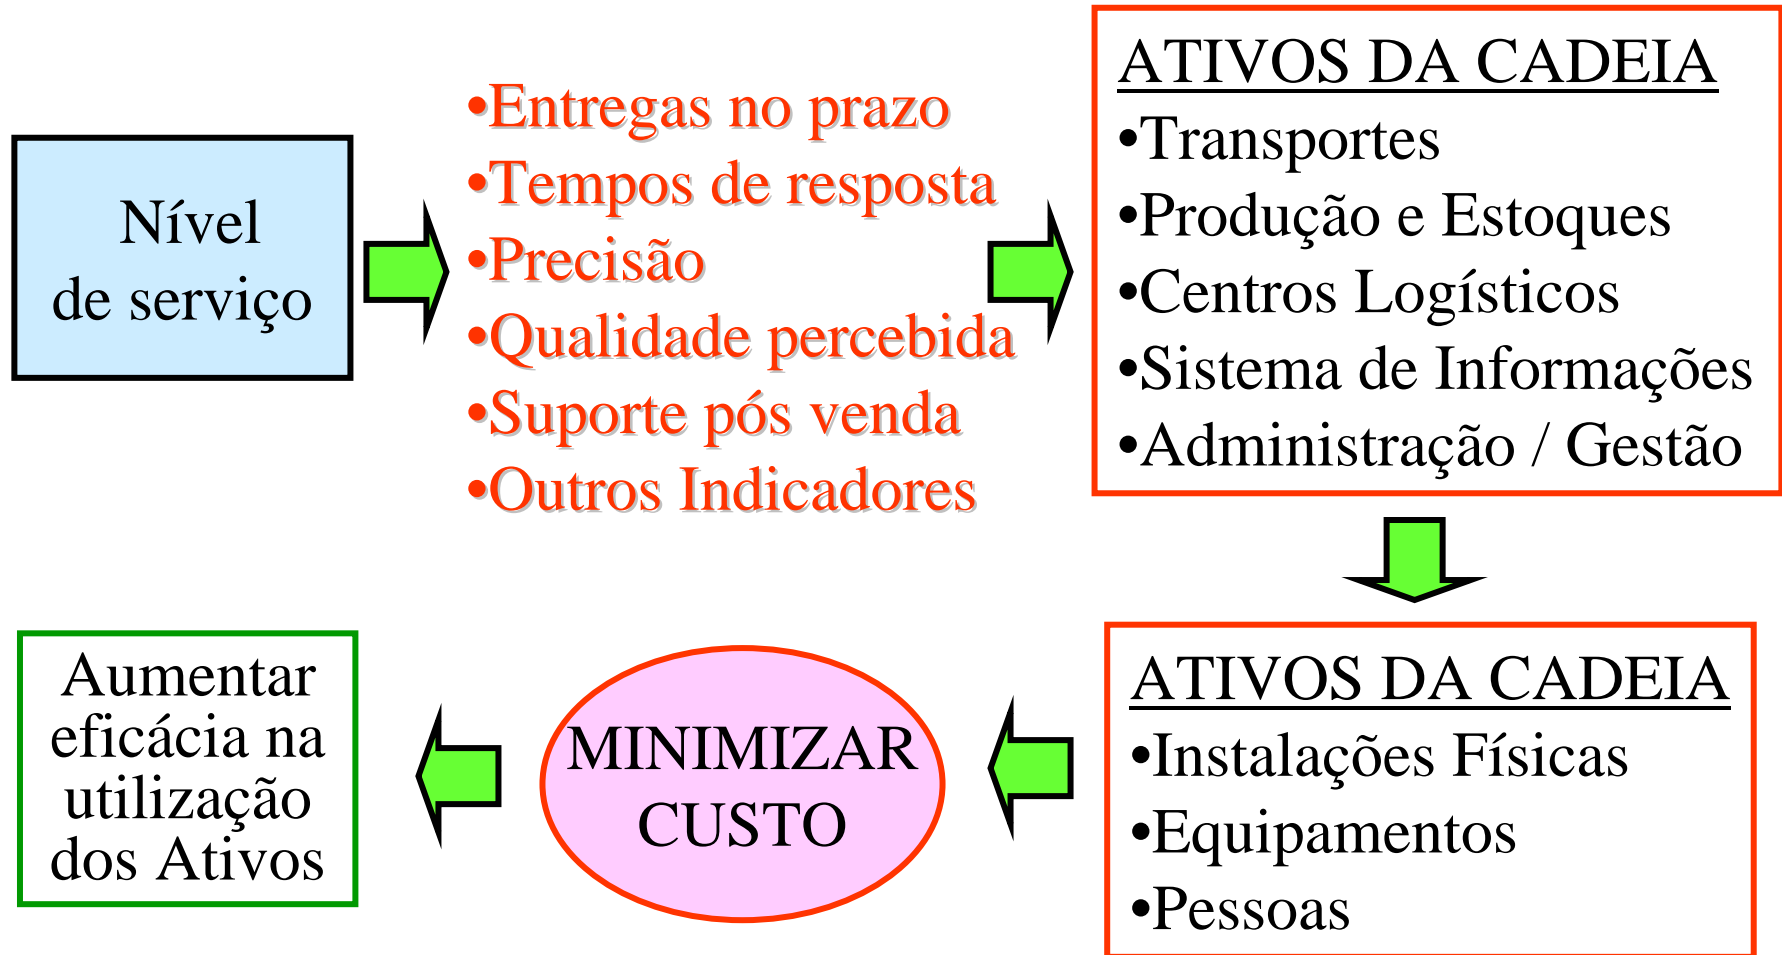 Nível
de serviço
•Entregas no prazo
•Tempos de resposta
•Precisão
•Qualidade percebida
•Suporte pós venda
•Outros Indicadores
ATIVOS DA CADEIA
•Transportes
•Produção e Estoques
•Centros Logísticos
•Sistema de Informações
•Administração / Gestão
ATIVOS DA CADEIA
•Instalações Físicas
•Equipamentos
•Pessoas
MINIMIZAR
CUSTO
Aumentar
eficácia na
utilização
dos Ativos